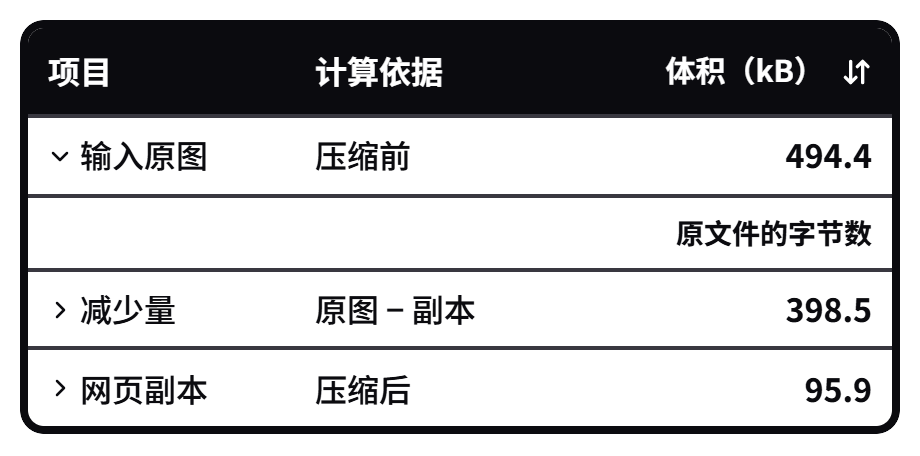 项目 计算依据 体积（kB）
输入原图 压缩前 494.4
原文件的字节数
减少量 原图 − 副本 398.5
网页副本 压缩后 95.9